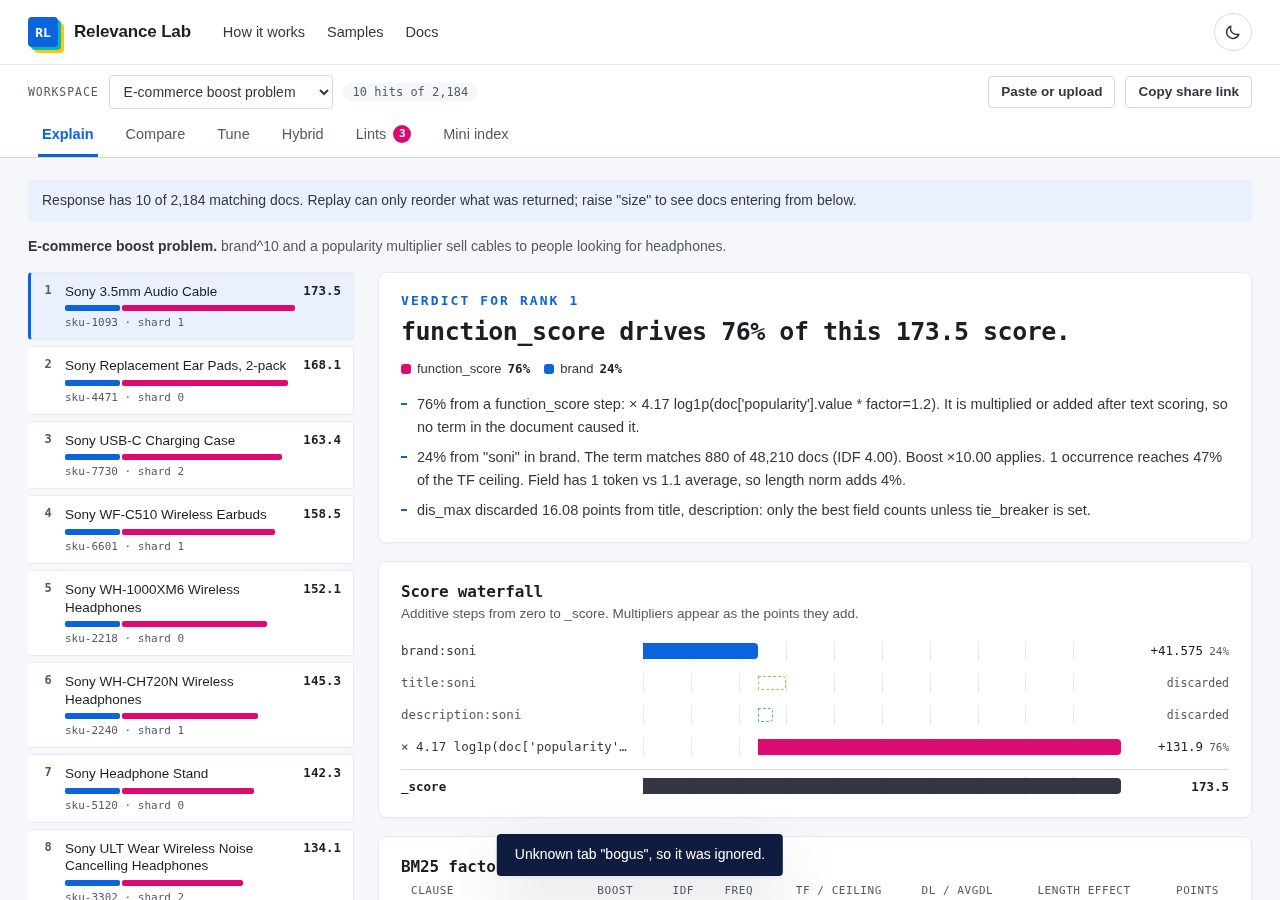 RL
Relevance Lab
How it works
Samples
Docs
WORKSPACE
E-commerce boost problem
10 hits of 2,184
Paste or upload
Copy share link
Explain
Compare
Tune
Hybrid
Lints 3
Mini index
Response has 10 of 2,184 matching docs. Replay can only reorder what was returned; raise "size" to see docs entering from below.
E-commerce boost problem. brand^10 and a popularity multiplier sell cables to people looking for headphones.
1 Sony 3.5mm Audio Cable 173.5
sku-1093 · shard 1
2 Sony Replacement Ear Pads, 2-pack 168.1
sku-4471 · shard 0
3 Sony USB-C Charging Case 163.4
sku-7730 · shard 2
4 Sony WF-C510 Wireless Earbuds 158.5
sku-6601 · shard 1
5 Sony WH-1000XM6 Wireless 152.1
Headphones
sku-2218 · shard 0
6 Sony WH-CH720N Wireless 145.3
Headphones
sku-2240 · shard 1
7 Sony Headphone Stand 142.3
sku-5120 · shard 0
8 Sony ULT Wear Wireless Noise 134.1
Cancelling Headphones
sku-3302 · shard 2
VERDICT FOR RANK 1
function_score drives 76% of this 173.5 score.
function_score 76% brand 24%
76% from a function_score step: × 4.17 log1p(doc['popularity'].value * factor=1.2). It is multiplied or added after text scoring, so
no term in the document caused it.
24% from "soni" in brand. The term matches 880 of 48,210 docs (IDF 4.00). Boost ×10.00 applies. 1 occurrence reaches 47%
of the TF ceiling. Field has 1 token vs 1.1 average, so length norm adds 4%.
dis_max discarded 16.08 points from title, description: only the best field counts unless tie_breaker is set.
Score waterfall
Additive steps from zero to _score. Multipliers appear as the points they add.
brand:soni +41.575 24%
title:soni discarded
description:soni discarded
× 4.17 log1p(doc['popularity'… +131.9 76%
_score 173.5
BM25 facto
Unknown tab "bogus", so it was ignored.
CLAUSE BOOST IDF FREQ TF / CEILING DL / AVGDL LENGTH EFFECT POINTS